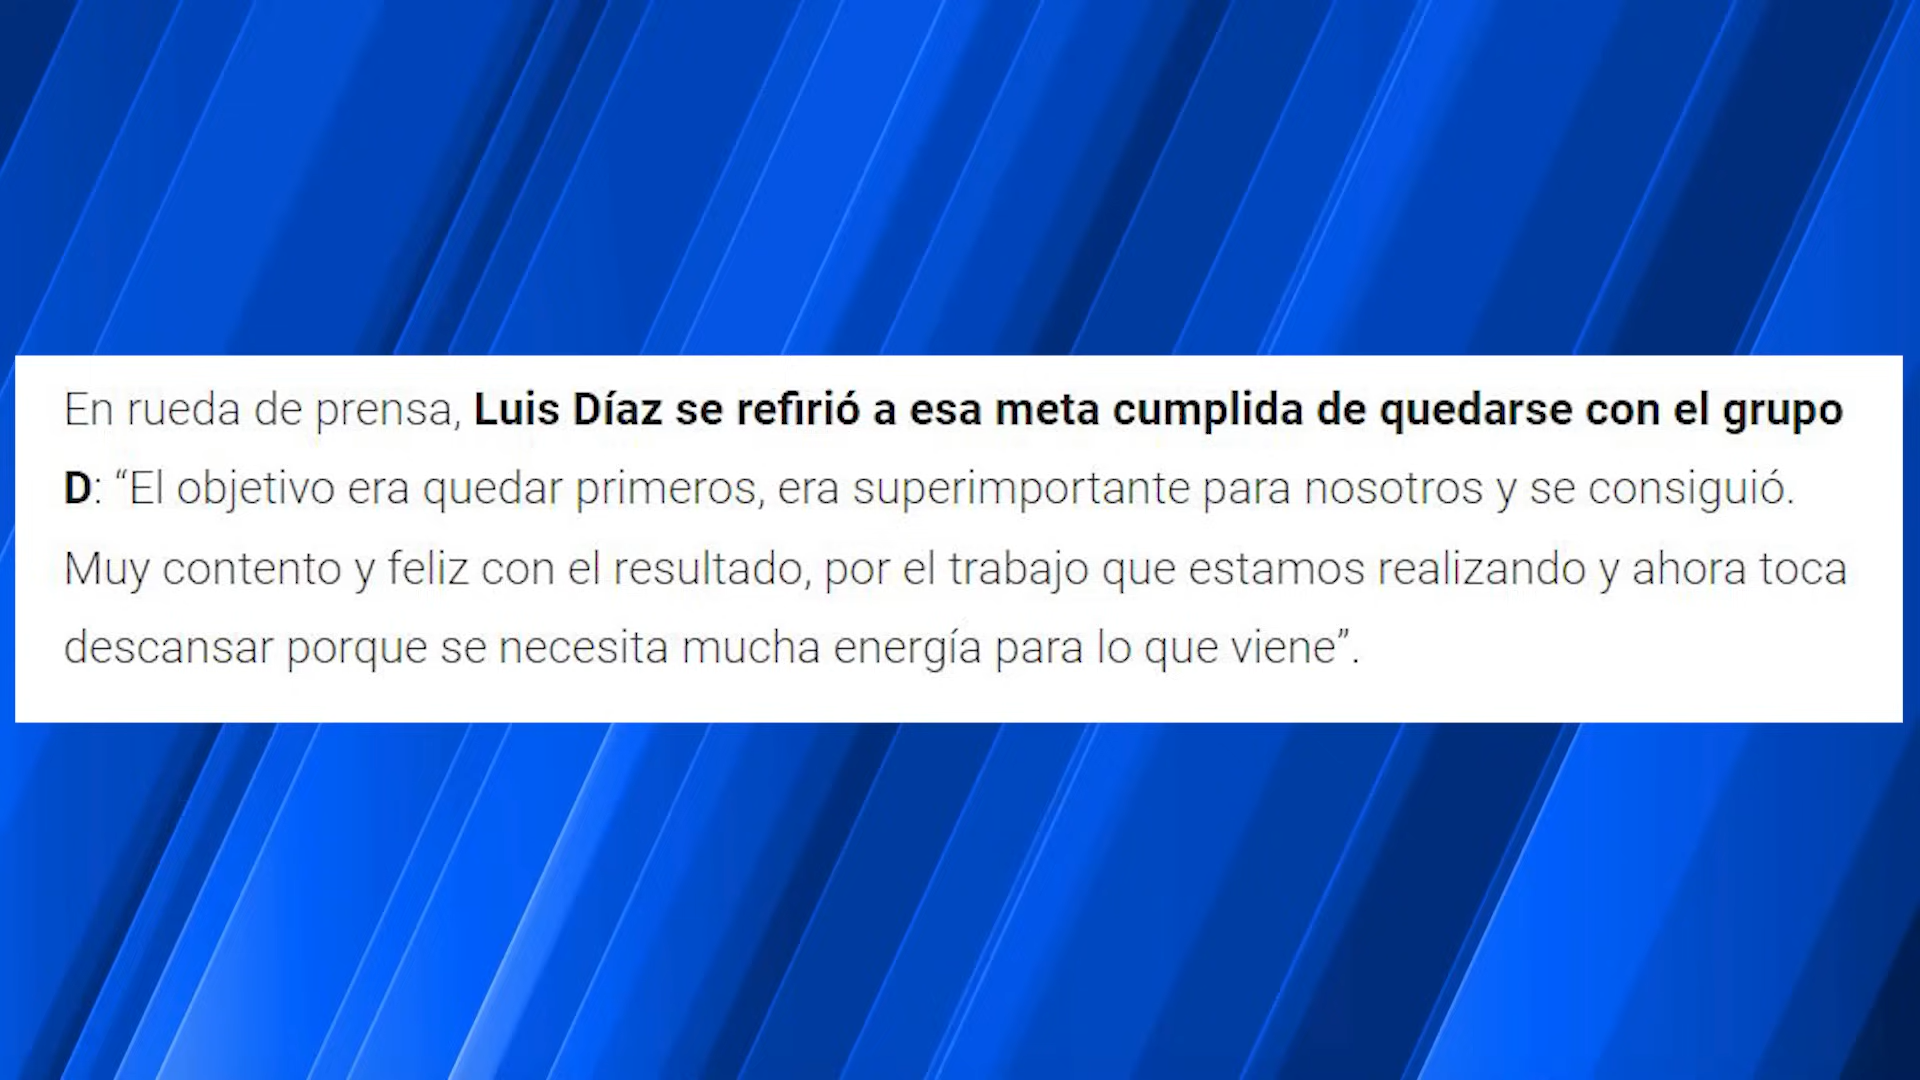 En rueda de prensa, Luis Díaz se refirió a esa meta cumplida de quedarse con el grupo
D: “El objetivo era quedar primeros, era superimportante para nosotros y se consiguió.
Muy contento y feliz con el resultado, por el trabajo que estamos realizando y ahora toca
descansar porque se necesita mucha energía para lo que viene”.